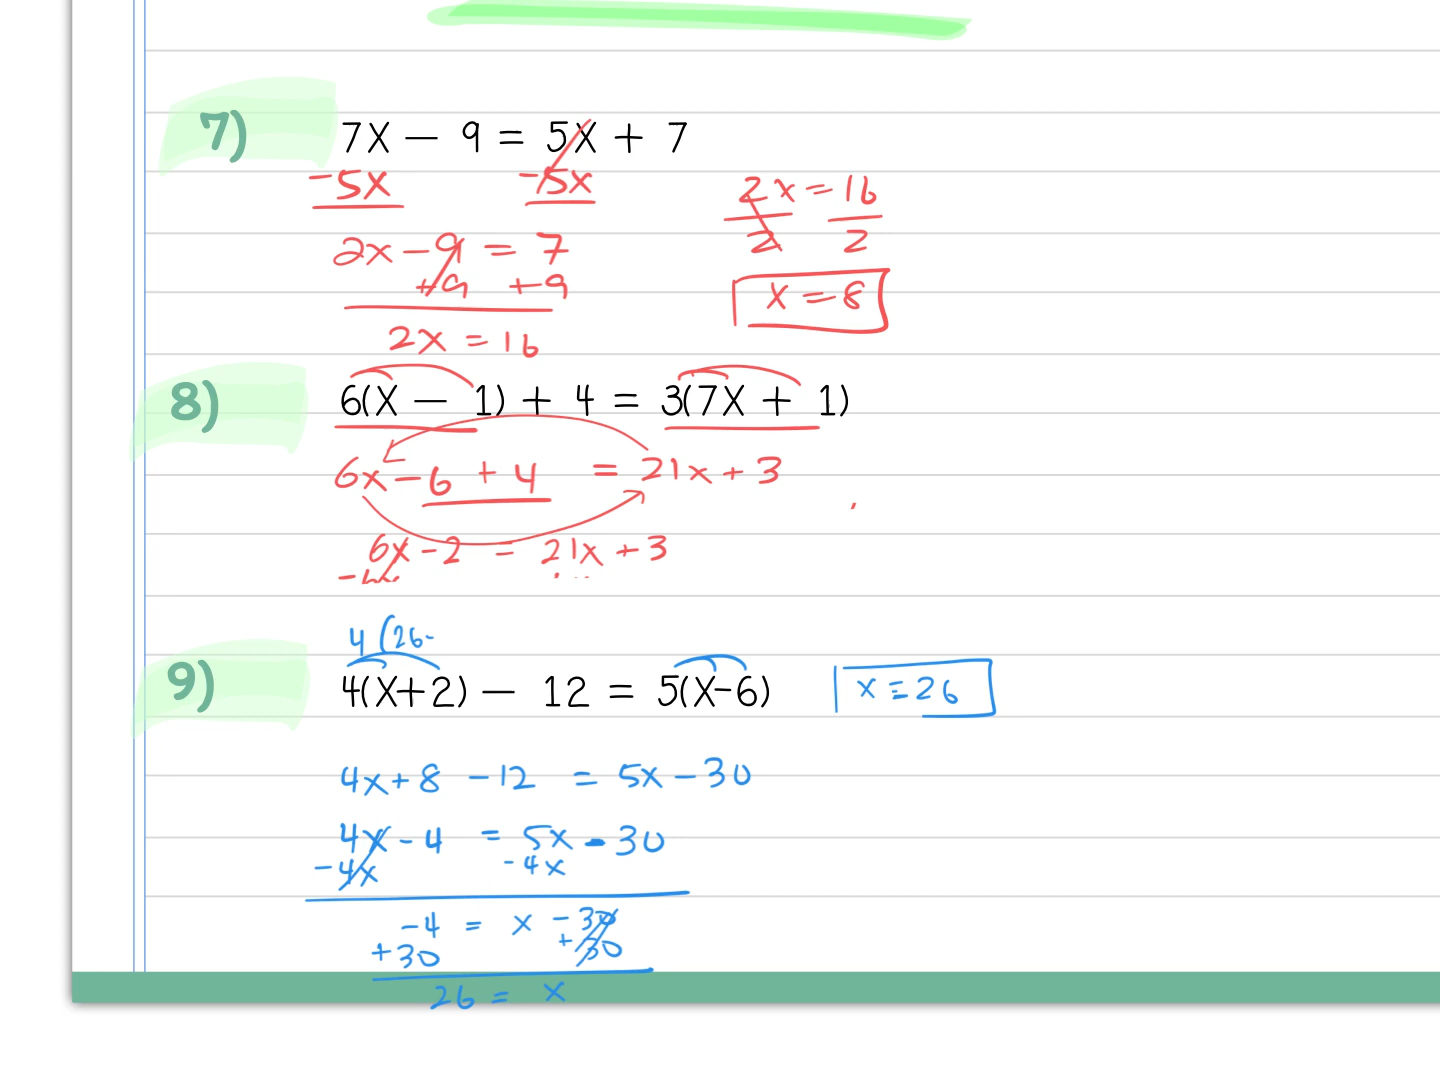 7) 7X − 9 = 5X + 7
−5X −5X
2x − 9 = 7
+9 +9
2X = 16
2x = 16
2 2
x = 8
8) 6(X − 1) + 4 = 3(7X + 1)
6x − 6 + 4 = 21x + 3
6x − 2 = 21x + 3
9) 4(X+2) − 12 = 5(X−6)
4(26-
x = 26
4x + 8 − 12 = 5x − 30
4x − 4 = 5x − 30
−4x −4x
−4 = x − 30
+30 +30
26 = x